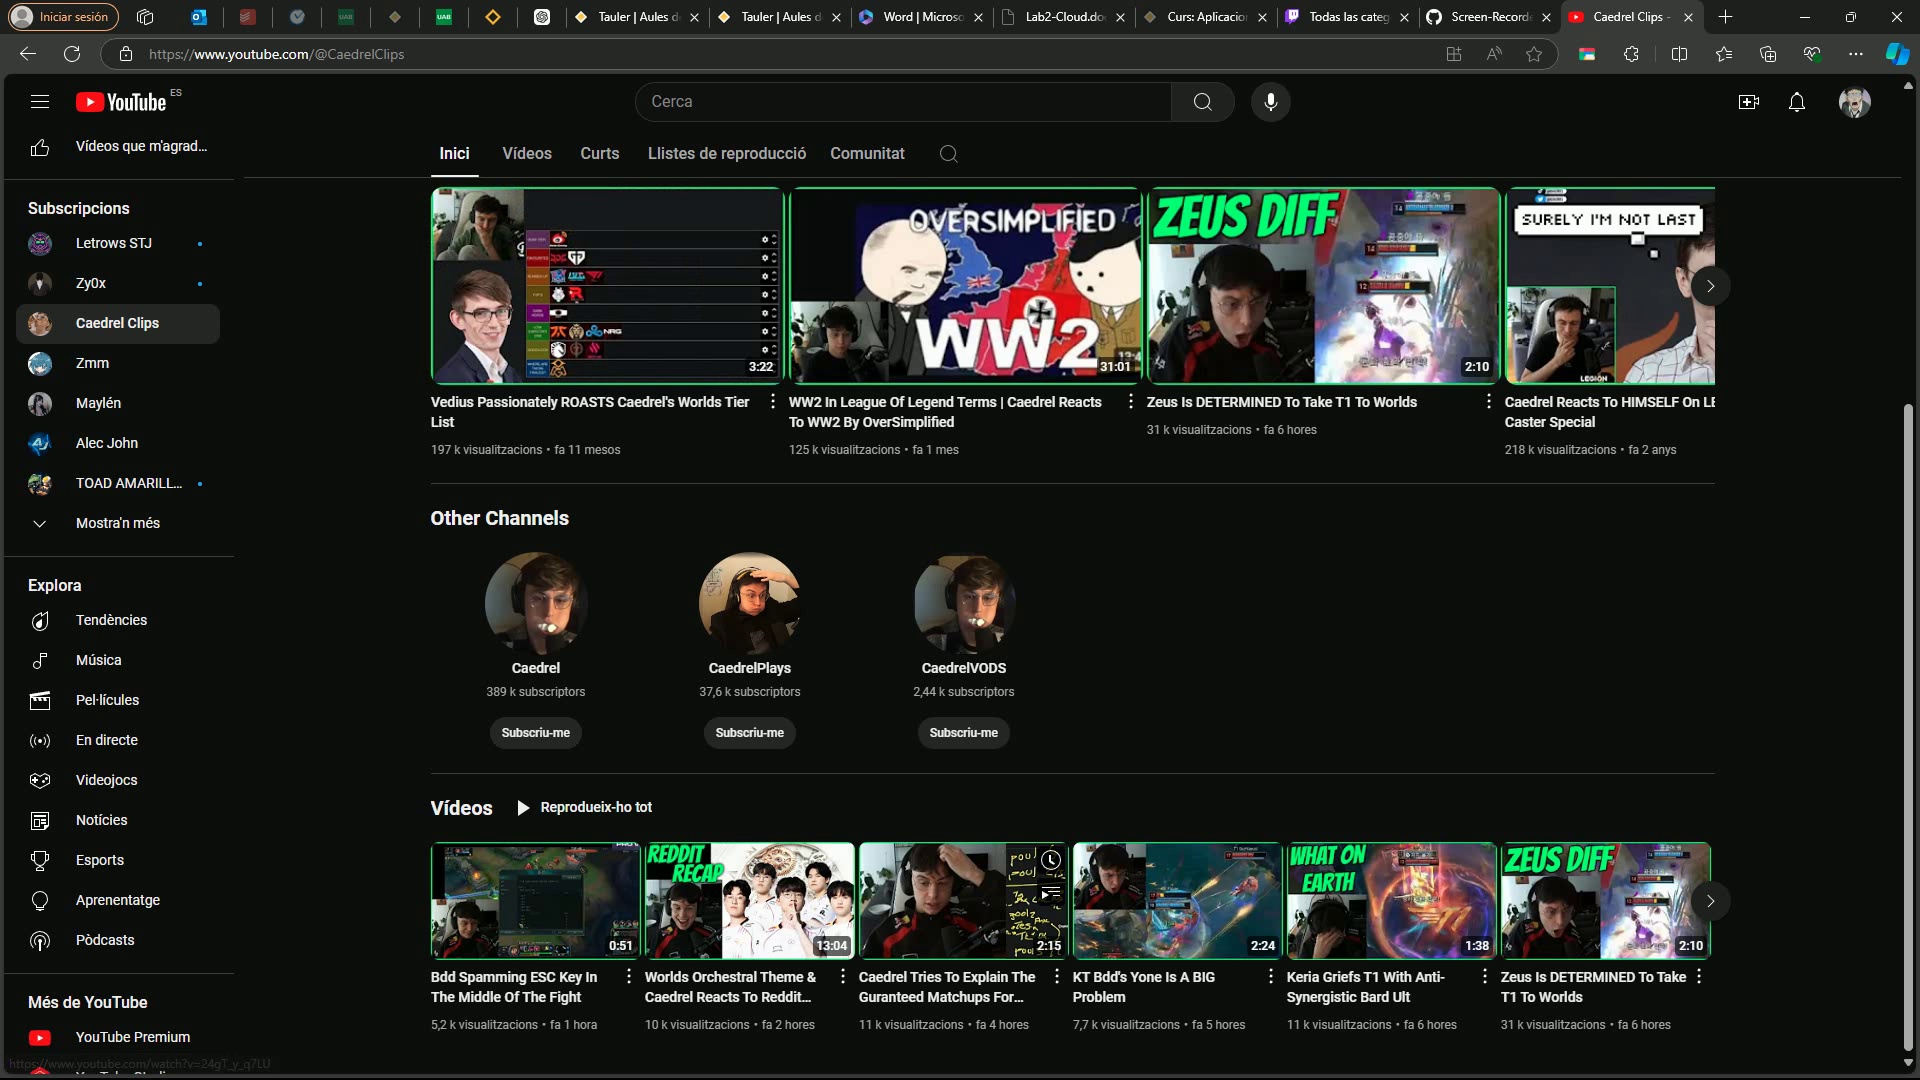 Iniciar sesión
Tauler | Aules d
Tauler | Aules d
Word | Microso
Lab2-Cloud.do
Curs: Aplicacio
Todas las categ
Screen-Record
Caedrel Clips -
https://www.youtube.com/@CaedrelClips
YouTube ES
Cerca
Vídeos que m'agrad...
Inici
Vídeos
Curts
Llistes de reproducció
Comunitat
Subscripcions
Letrows STJ
Zy0x
Caedrel Clips
Zmm
Maylén
Alec John
TOAD AMARILL...
Mostra'n més
3:22
OVERSIMPLIFIED
WW2
31:01
ZEUS DIFF
2:10
SURELY I'M NOT LAST
LEGION
Vedius Passionately ROASTS Caedrel's Worlds Tier
List
197 k visualitzacions • fa 11 mesos
WW2 In League Of Legend Terms | Caedrel Reacts
To WW2 By OverSimplified
125 k visualitzacions • fa 1 mes
Zeus Is DETERMINED To Take T1 To Worlds
31 k visualitzacions • fa 6 hores
Caedrel Reacts To HIMSELF On LE
Caster Special
218 k visualitzacions • fa 2 anys
Other Channels
Caedrel
389 k subscriptors
Subscriu-me
CaedrelPlays
37,6 k subscriptors
Subscriu-me
CaedrelVODS
2,44 k subscriptors
Subscriu-me
Explora
Tendències
Música
Pel·lícules
En directe
Videojocs
Notícies
Esports
Aprenentatge
Pòdcasts
Més de YouTube
YouTube Premium
https://www.youtube.com/watch?v=24gT_y_q7LU
Vídeos
Reprodueix-ho tot
0:51
REDDIT
RECAP
13:04
2:15
2:24
WHAT ON
EARTH
1:38
ZEUS DIFF
2:10
Bdd Spamming ESC Key In
The Middle Of The Fight
5,2 k visualitzacions • fa 1 hora
Worlds Orchestral Theme &
Caedrel Reacts To Reddit...
10 k visualitzacions • fa 2 hores
Caedrel Tries To Explain The
Guranteed Matchups For...
11 k visualitzacions • fa 4 hores
KT Bdd's Yone Is A BIG
Problem
7,7 k visualitzacions • fa 5 hores
Keria Griefs T1 With Anti-
Synergistic Bard Ult
11 k visualitzacions • fa 6 hores
Zeus Is DETERMINED To Take
T1 To Worlds
31 k visualitzacions • fa 6 hores